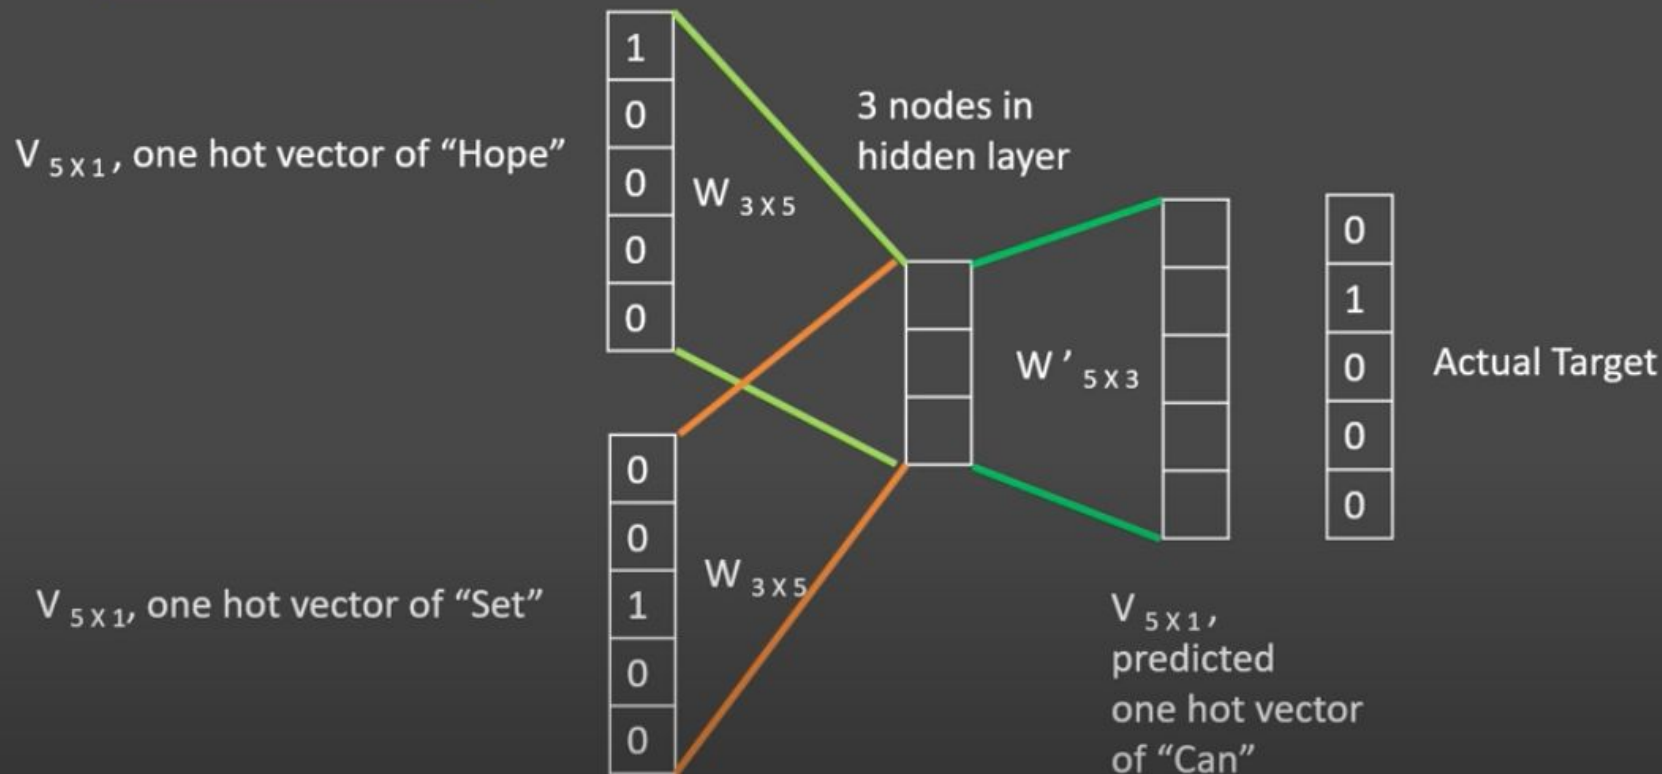 1
0
0
0
0
V 5 X 1, one hot vector of “Hope”
W 3 X 5
3 nodes in
hidden layer
0
0
1
0
0
V 5 X 1, one hot vector of “Set”
W 3 X 5
W ’ 5 X 3
V 5 X 1,
predicted
one hot vector
of “Can”
0
1
0
0
0
Actual Target